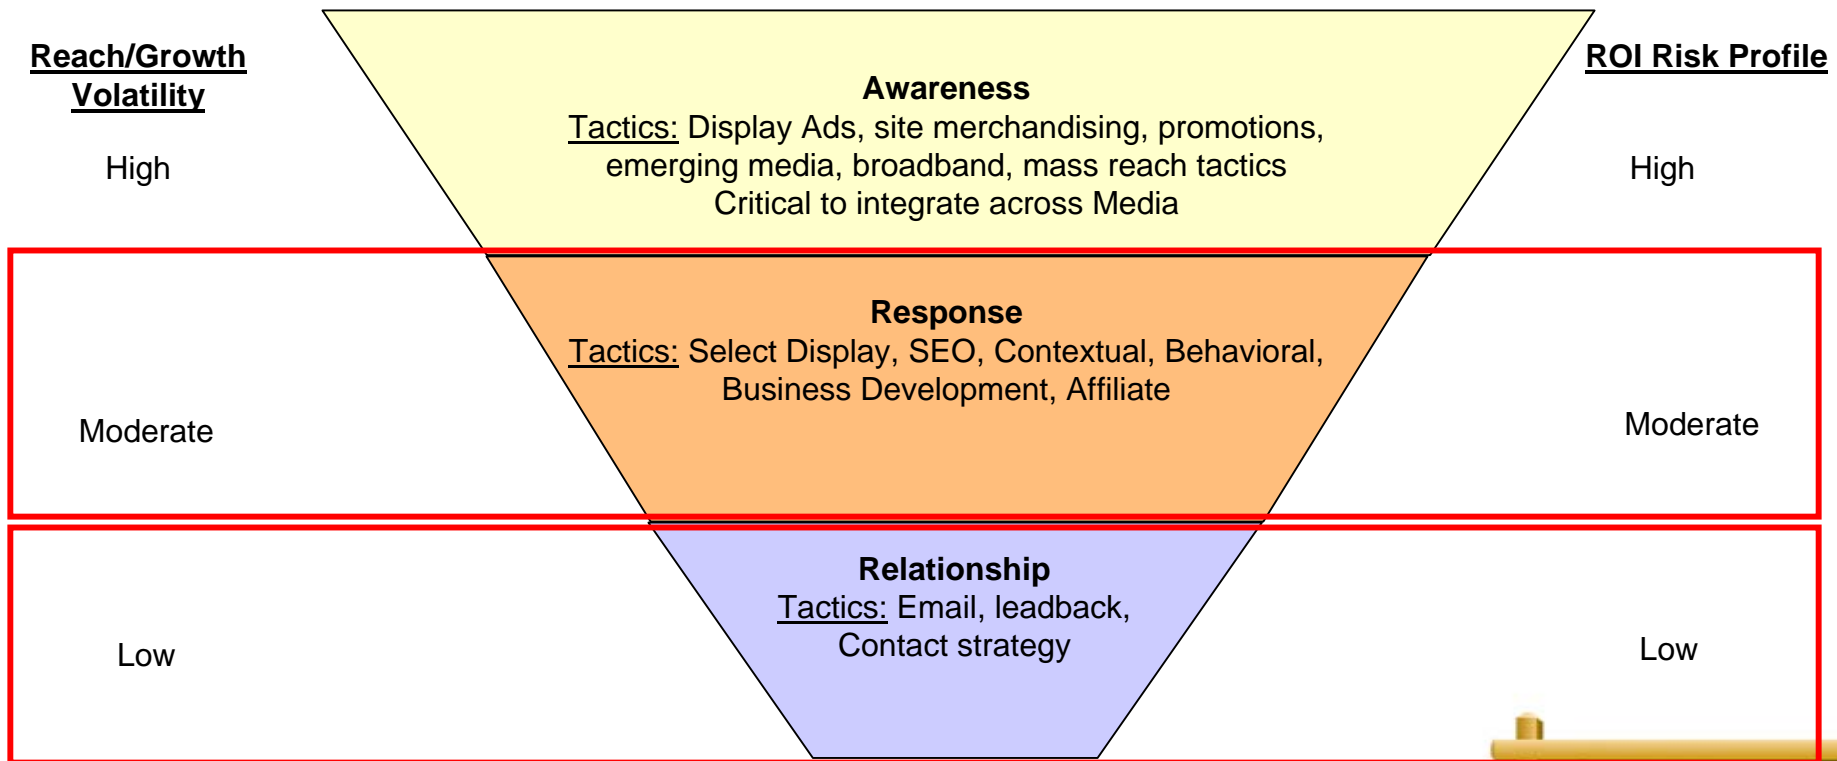 Reach/Growth
Volatility
ROI Risk Profile
Awareness
Tactics: Display Ads, site merchandising, promotions,
emerging media, broadband, mass reach tactics
Critical to integrate across Media
High
High
Response
Tactics: Select Display, SEO, Contextual, Behavioral,
Business Development, Affiliate
Moderate
Moderate
Relationship
Tactics: Email, leadback,
Contact strategy
Low
Low